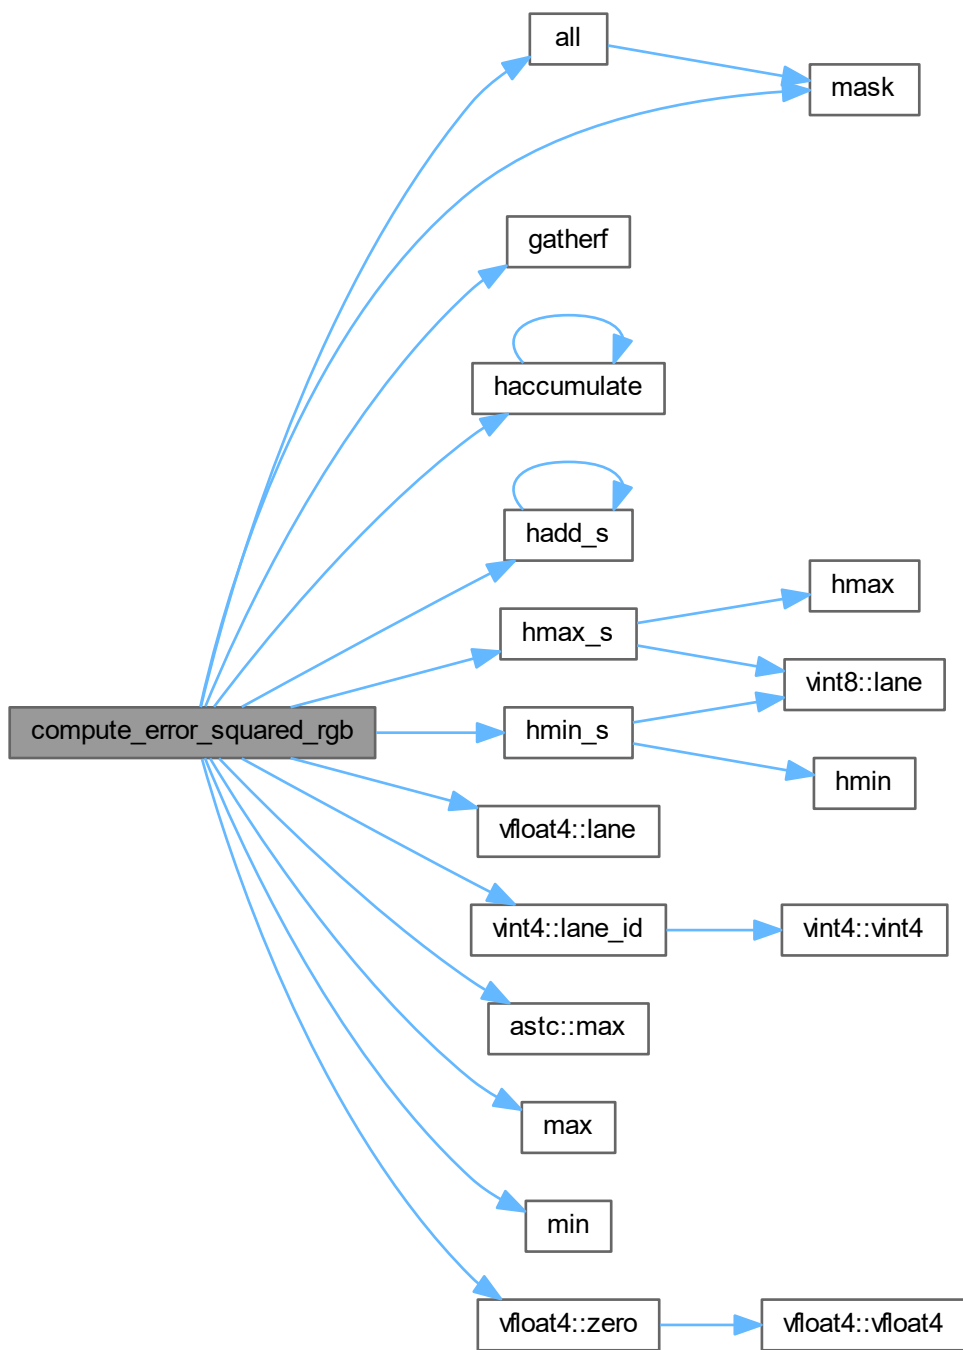 all
mask
gatherf
haccumulate
hadd_s
hmax
hmax_s
vint8::lane
compute_error_squared_rgb
hmin_s
hmin
vfloat4::lane
vint4::lane_id
vint4::vint4
astc::max
max
min
vfloat4::zero
vfloat4::vfloat4